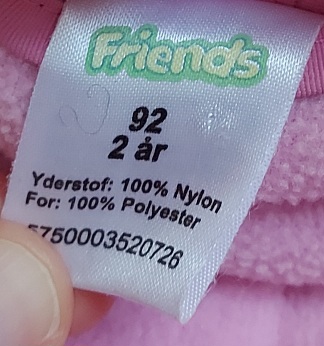 Friends
92
2 år
Yderstof: 100% Nylon
For: 100% Polyester
5750003520726